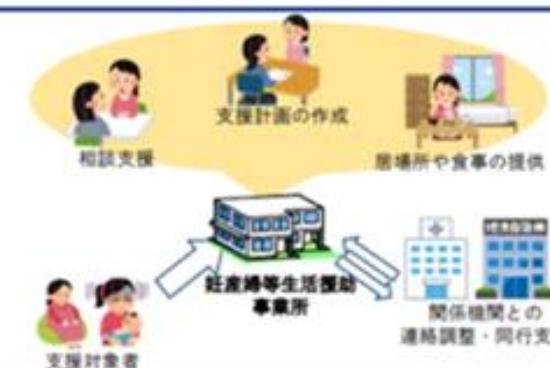 支援計画の作成
相談支援
居場所や食事の提供
妊産婦等生活援助
事業所
支援対象者
関係機関との
連絡調整・同行支